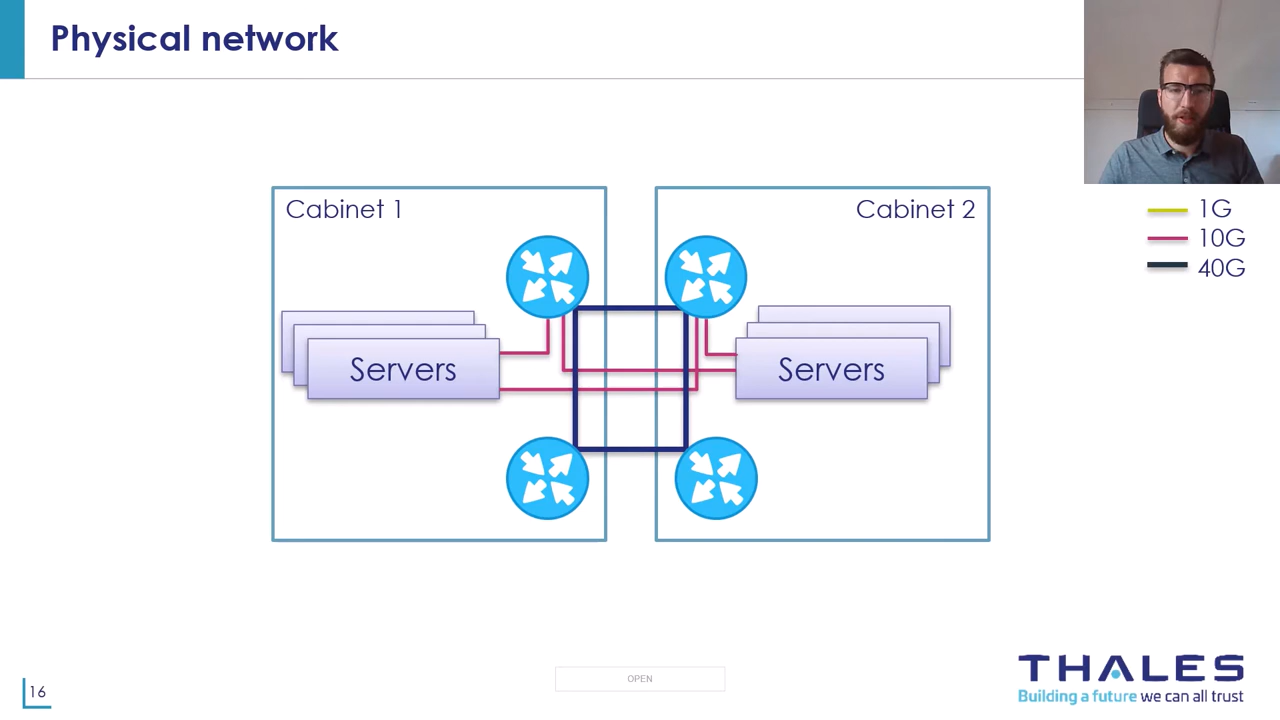 Physical network
Cabinet 1
Cabinet 2
1G
10G
40G
Servers
Servers
16
OPEN
THALES
Building a future we can all trust